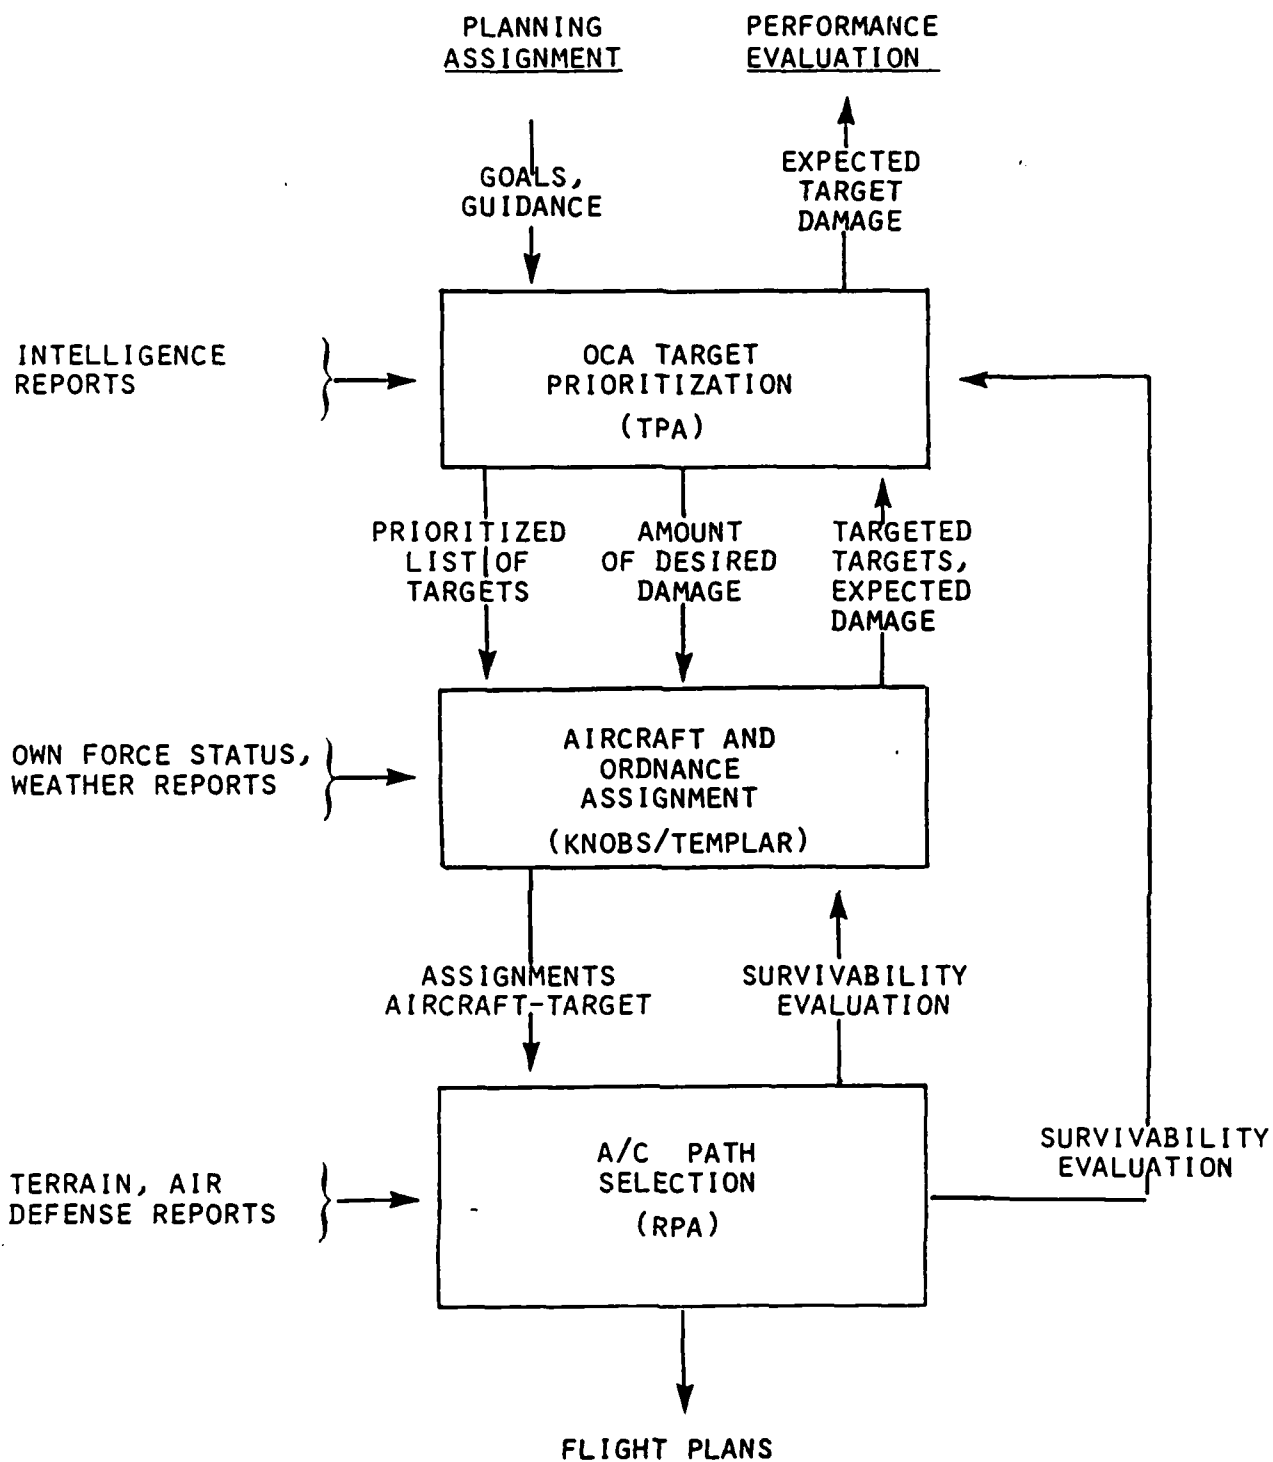 PLANNING
ASSIGNMENT
PERFORMANCE
EVALUATION
GOALS,
GUIDANCE
EXPECTED
TARGET
DAMAGE
INTELLIGENCE
REPORTS
OCA TARGET
PRIORITIZATION
(TPA)
PRIORITIZED
LIST OF
TARGETS
AMOUNT
OF DESIRED
DAMAGE
TARGETED
TARGETS,
EXPECTED
DAMAGE
OWN FORCE STATUS,
WEATHER REPORTS
AIRCRAFT AND
ORDNANCE
ASSIGNMENT
(KNOBS/TEMPLAR)
ASSIGNMENTS
AIRCRAFT-TARGET
SURVIVABILITY
EVALUATION
TERRAIN, AIR
DEFENSE REPORTS
A/C PATH
SELECTION
(RPA)
SURVIVABILITY
EVALUATION
FLIGHT PLANS